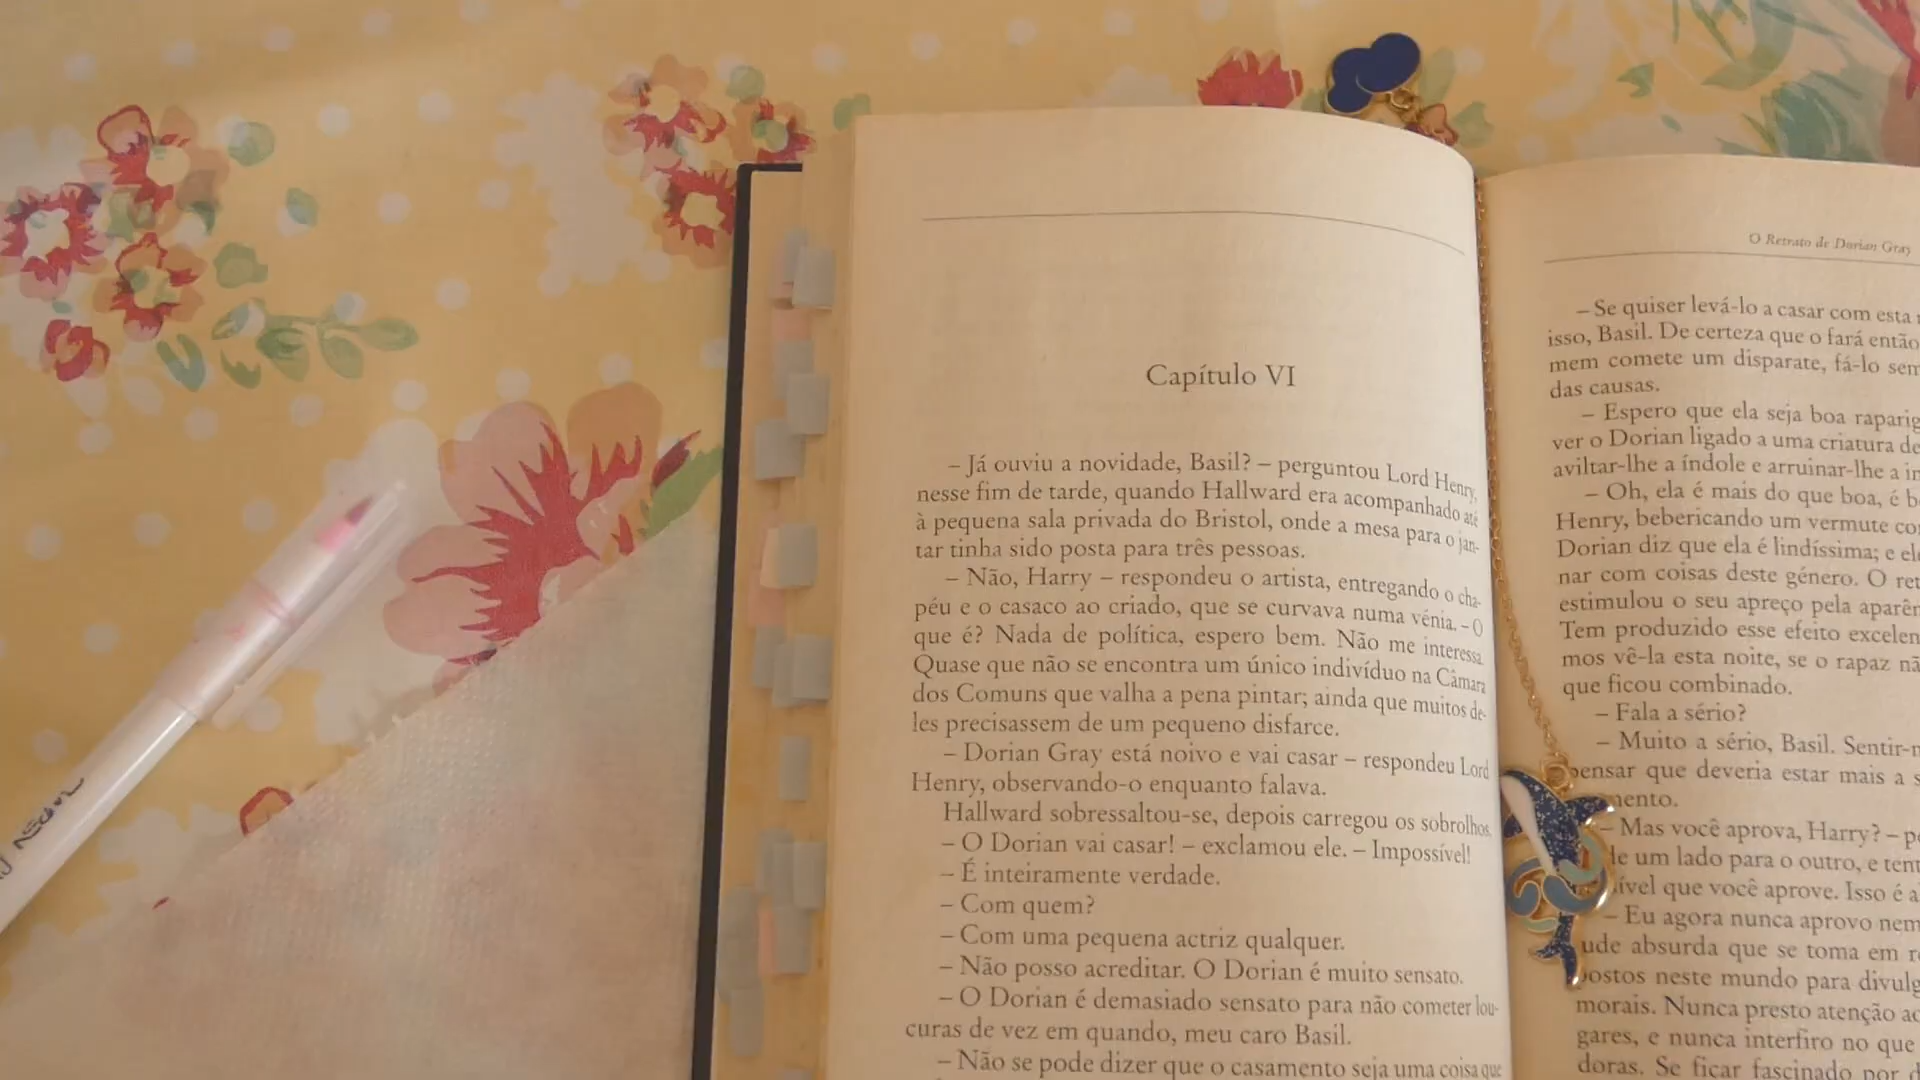 Capítulo VI
– Já ouviu a novidade, Basil? – perguntou Lord Henry,
nesse fim de tarde, quando Hallward era acompanhado até
à pequena sala privada do Bristol, onde a mesa para o jan-
tar tinha sido posta para três pessoas.
– Não, Harry – respondeu o artista, entregando o cha-
péu e o casaco ao criado, que se curvava numa vénia. – O
que é? Nada de política, espero bem. Não me interessa.
Quase que não se encontra um único indivíduo na Câmara
dos Comuns que valha a pena pintar; ainda que muitos de-
les precisassem de um pequeno disfarce.
– Dorian Gray está noivo e vai casar – respondeu Lord
Henry, observando-o enquanto falava.
Hallward sobressaltou-se, depois carregou os sobrolhos.
– O Dorian vai casar! – exclamou ele. – Impossível!
– É inteiramente verdade.
– Com quem?
– Com uma pequena actriz qualquer.
– Não posso acreditar. O Dorian é muito sensato.
– O Dorian é demasiado sensato para não cometer lou-
curas de vez em quando, meu caro Basil.
– Não se pode dizer que o casamento seja uma coisa que
O Retrato de Dorian Gray
– Se quiser levá-lo a casar com esta
isso, Basil. De certeza que o fará então
mem comete um disparate, fá-lo sem
das causas.
– Espero que ela seja boa
ver o Dorian ligado a uma criatura
aviltar-lhe a índole e arruinar-lhe a
– Oh, ela é mais do que boa, é
Henry, bebericando um vermute
Dorian diz que ela é lindíssima; e
nar com coisas deste género. O
estimulou o seu apreço pela
Tem produzido esse efeito
mos vê-la esta noite, se o rapaz
que ficou combinado.
– Fala a sério?
– Muito a sério, Basil.
pensar que deveria estar mais a
mento.
– Mas você aprova, Harry? –
de um lado para o outro, e
ível que você aprove. Isso é
– Eu agora nunca aprovo nem
ude absurda que se toma em
postos neste mundo para
morais. Nunca presto atenção
gares, e nunca interfiro no que
doras. Se ficar fascinado por